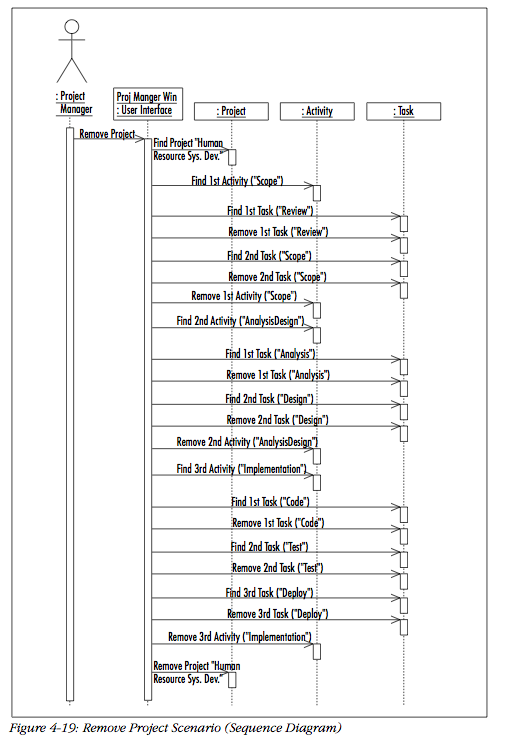 : Project
Manager
Proj Manger Win
: User Interface
: Project
: Activity
: Task
Remove Project
Find Project "Human
Resource Sys. Dev."
Find 1st Activity ("Scope")
Find 1st Task ("Review")
Remove 1st Task ("Review")
Find 2nd Task ("Scope")
Remove 2nd Task ("Scope")
Remove 1st Activity ("Scope")
Find 2nd Activity ("AnalysisDesign")
Find 1st Task ("Analysis")
Remove 1st Task ("Analysis")
Find 2nd Task ("Design")
Remove 2nd Task ("Design")
Remove 2nd Activity ("AnalysisDesign")
Find 3rd Activity ("Implementation")
Find 1st Task ("Code")
Remove 1st Task ("Code")
Find 2nd Task ("Test")
Remove 2nd Task ("Test")
Find 3rd Task ("Deploy")
Remove 3rd Task ("Deploy")
Remove 3rd Activity ("Implementation")
Remove Project "Human
Resource Sys. Dev."
Figure 4-19: Remove Project Scenario (Sequence Diagram)